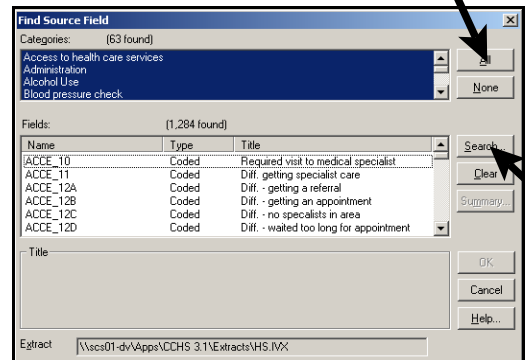 Find Source Field
Categories: (63 found)
Access to health care services
Administration
Alcohol Use
Blood pressure check
All
None
Fields: (1,284 found)
Name Type Title
ACCE_10 Coded Required visit to medical specialist
ACCE_11 Coded Diff. getting specialist care
ACCE_12A Coded Diff. - getting a referral
ACCE_12B Coded Diff. - getting an appointment
ACCE_12C Coded Diff. - no specalists in area
ACCE_12D Coded Diff. - waited too long for appointment
Search...
Clear
Summary...
Title
OK
Cancel
Help...
Extract \\scs01-dv\Apps\CCHS 3.1\Extracts\HS.IVX